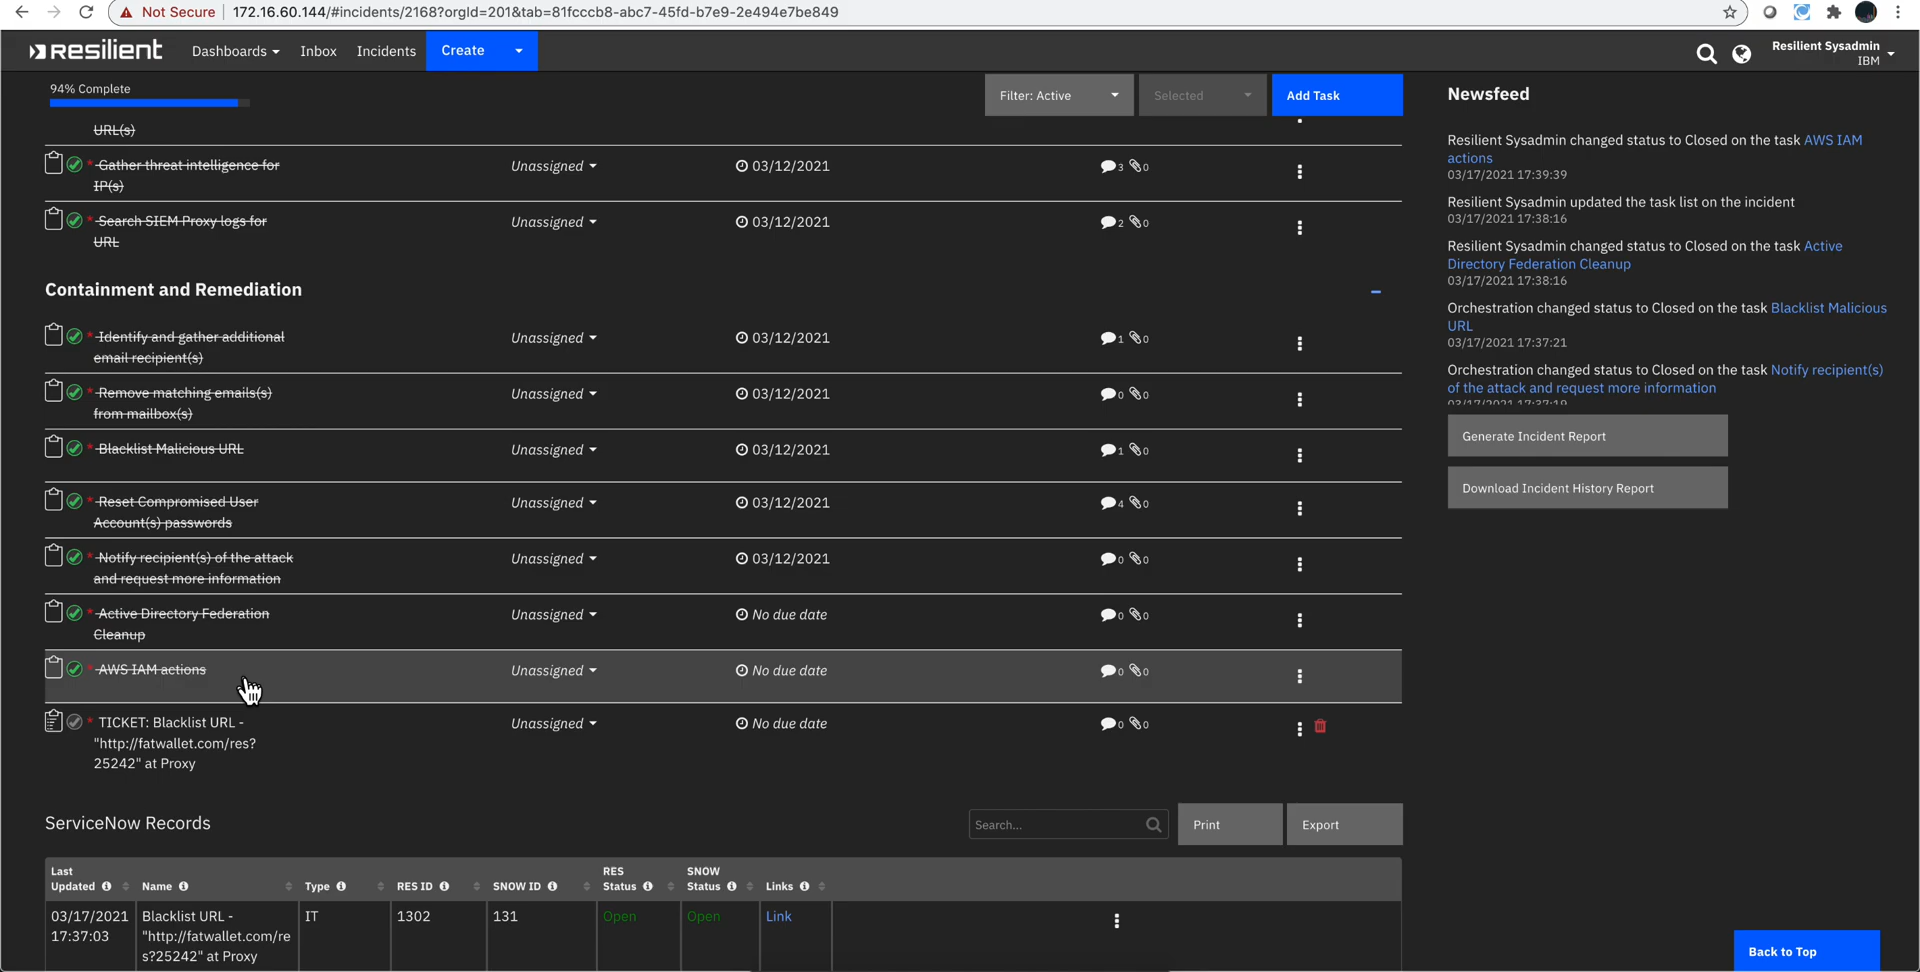 Not Secure
172.16.60.144/#incidents/2168?orgId=201&tab=81fcccb8-abc7-45fd-b7e9-2e494e7be849
resilient
Dashboards
Inbox
Incidents
Create
Resilient Sysadmin
IBM
94% Complete
Filter: Active
Selected
Add Task
URL(s)
* Gather threat intelligence for
IP(s)
Unassigned
03/12/2021
3
0
* Search SIEM Proxy logs for
URL
Unassigned
03/12/2021
2
0
Containment and Remediation
* Identify and gather additional
email recipient(s)
Unassigned
03/12/2021
1
0
* Remove matching emails(s)
from mailbox(s)
Unassigned
03/12/2021
0
0
* Blacklist Malicious URL
Unassigned
03/12/2021
1
0
* Reset Compromised User
Account(s) passwords
Unassigned
03/12/2021
4
0
* Notify recipient(s) of the attack
and request more information
Unassigned
03/12/2021
0
0
* Active Directory Federation
Cleanup
Unassigned
No due date
0
0
* AWS IAM actions
Unassigned
No due date
0
0
* TICKET: Blacklist URL -
"http://fatwallet.com/res?
25242" at Proxy
Unassigned
No due date
0
0
Newsfeed
Resilient Sysadmin changed status to Closed on the task AWS IAM
actions
03/17/2021 17:39:39
Resilient Sysadmin updated the task list on the incident
03/17/2021 17:38:16
Resilient Sysadmin changed status to Closed on the task Active
Directory Federation Cleanup
03/17/2021 17:38:16
Orchestration changed status to Closed on the task Blacklist Malicious
URL
03/17/2021 17:37:21
Orchestration changed status to Closed on the task Notify recipient(s)
of the attack and request more information
03/17/2021 17:37:19
Generate Incident Report
Download Incident History Report
ServiceNow Records
Search...
Print
Export
Last
Updated
Name
Type
RES ID
SNOW ID
RES
Status
SNOW
Status
Links
03/17/2021
17:37:03
Blacklist URL -
"http://fatwallet.com/re
s?25242" at Proxy
IT
1302
131
Open
Open
Link
Back to Top